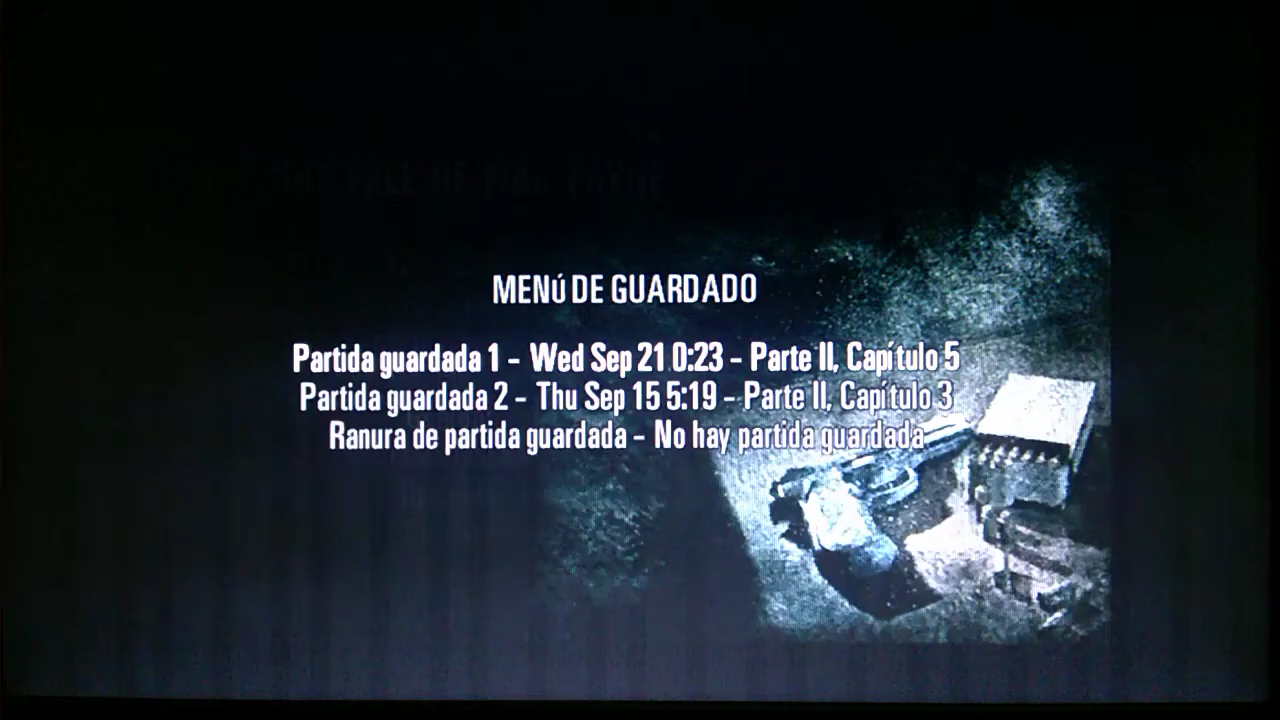 MENÚ DE GUARDADO
Partida guardada 1 - Wed Sep 21 0:23 - Parte II, Capítulo 5
Partida guardada 2 - Thu Sep 15 5:19 - Parte II, Capítulo 3
Ranura de partida guardada - No hay partida guardada